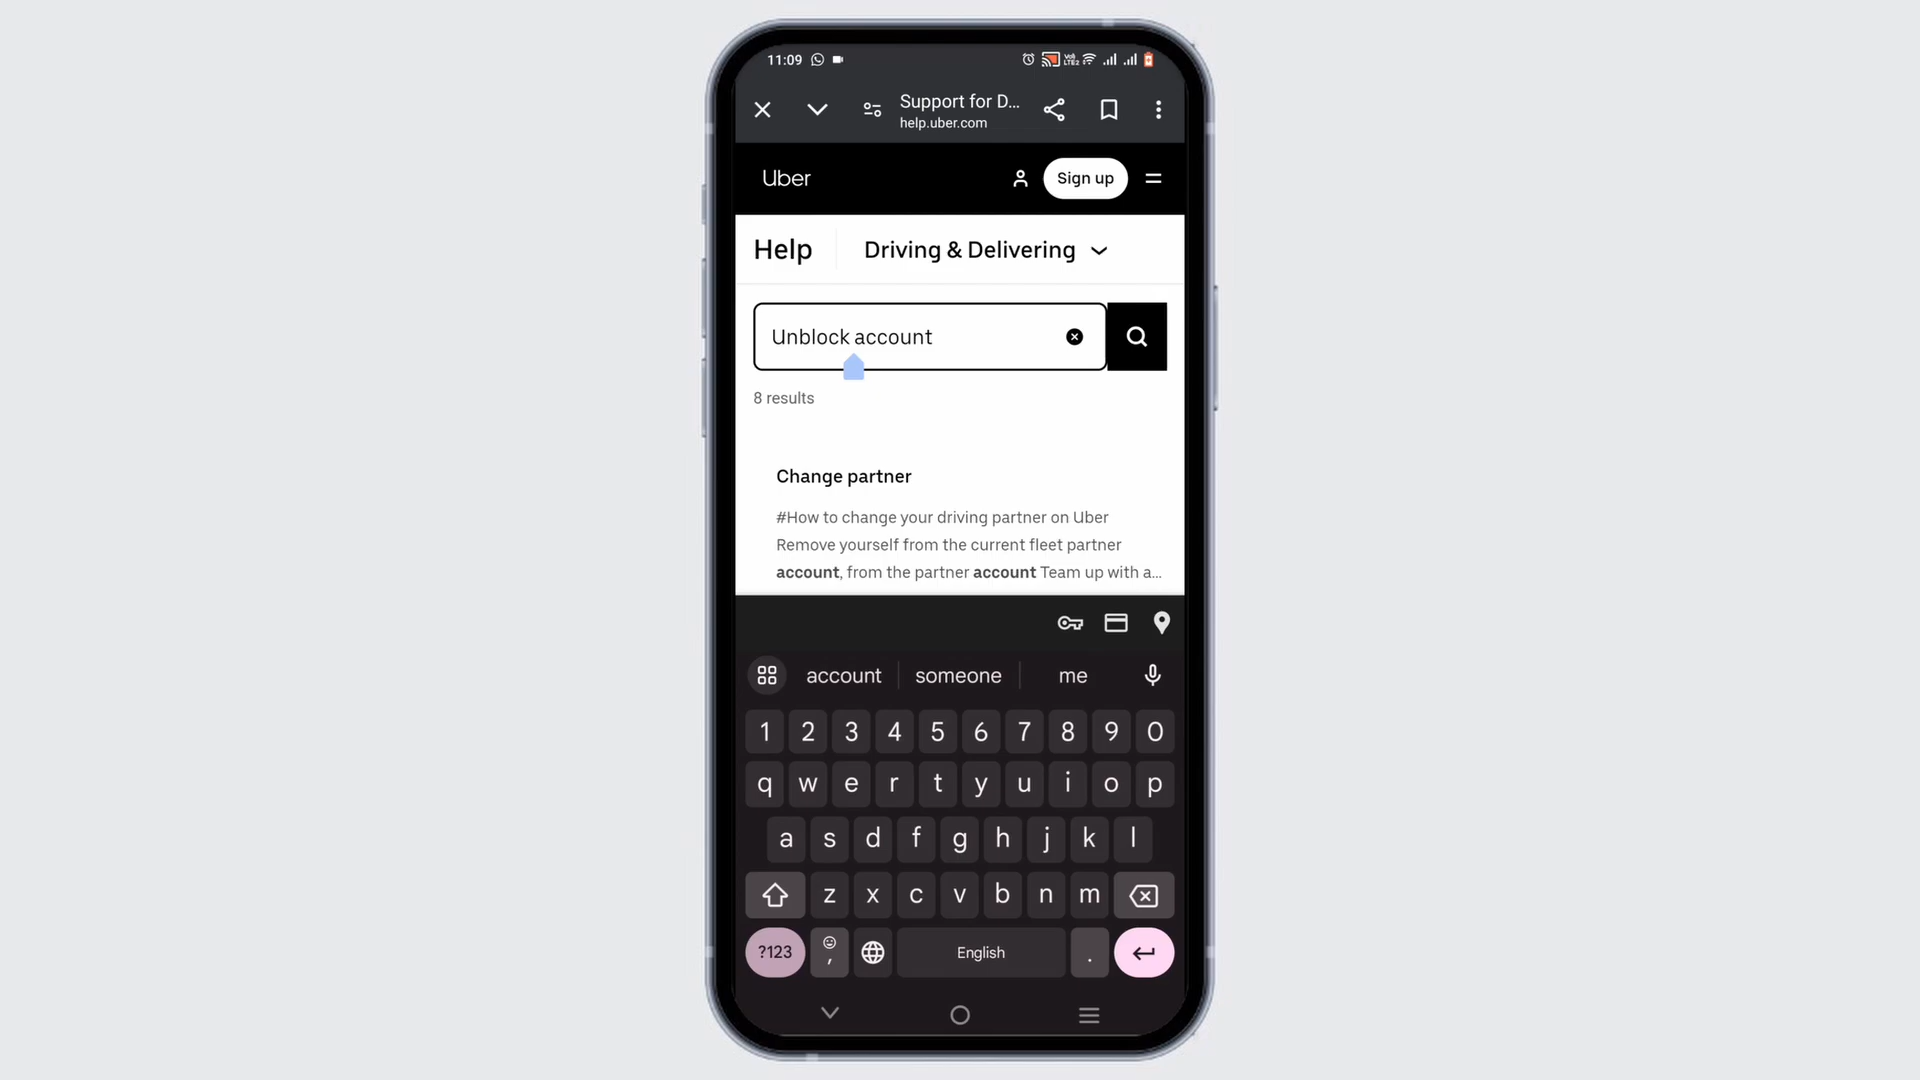 11:09
Support for D...
help.uber.com
Uber
Sign up
Help
Driving & Delivering
Unblock account
8 results
Change partner
#How to change your driving partner on Uber
Remove yourself from the current fleet partner
account, from the partner account Team up with a...
account someone me
1 2 3 4 5 6 7 8 9 0
q w e r t y u i o p
a s d f g h j k l
z x c v b n m
?123 , English .